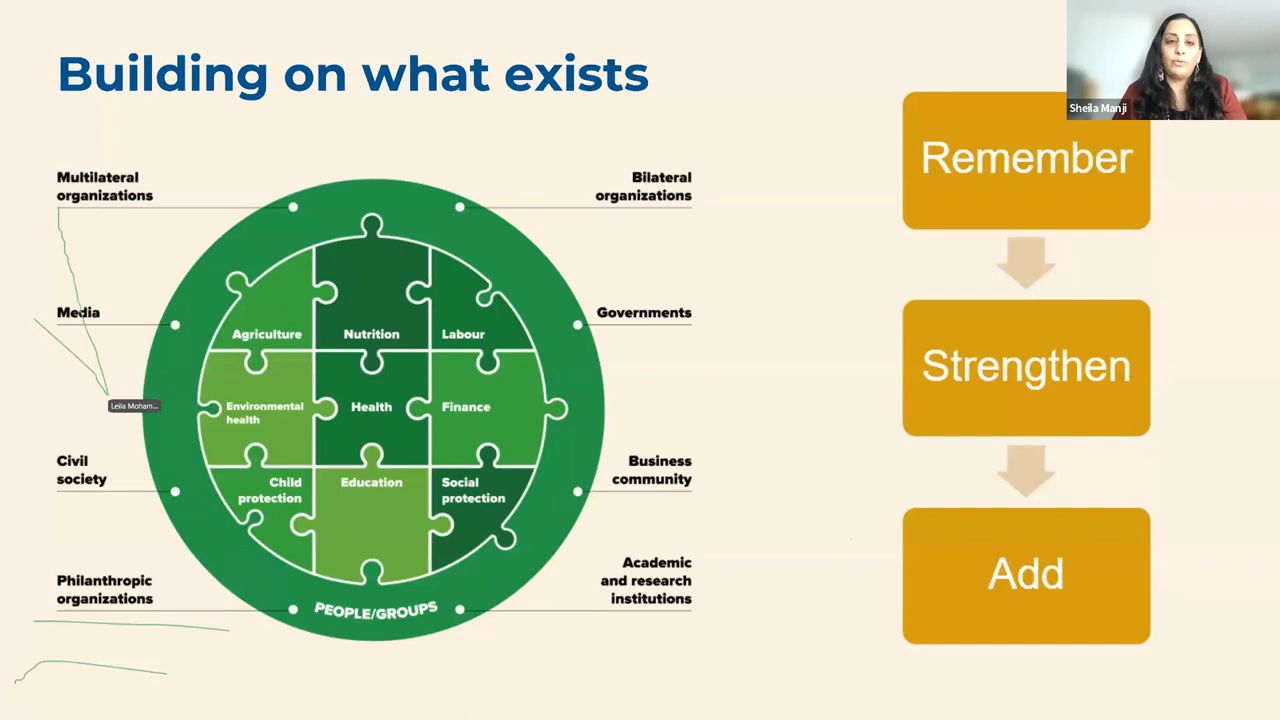 Building on what exists
Sheila Manji
Multilateral
organizations
Bilateral
organizations
Media
Governments
Civil
society
Business
community
Philanthropic
organizations
Academic
and research
institutions
Agriculture
Nutrition
Labour
Environmental
health
Health
Finance
Child
protection
Education
Social
protection
PEOPLE/GROUPS
Leila Moham...
Remember
Strengthen
Add